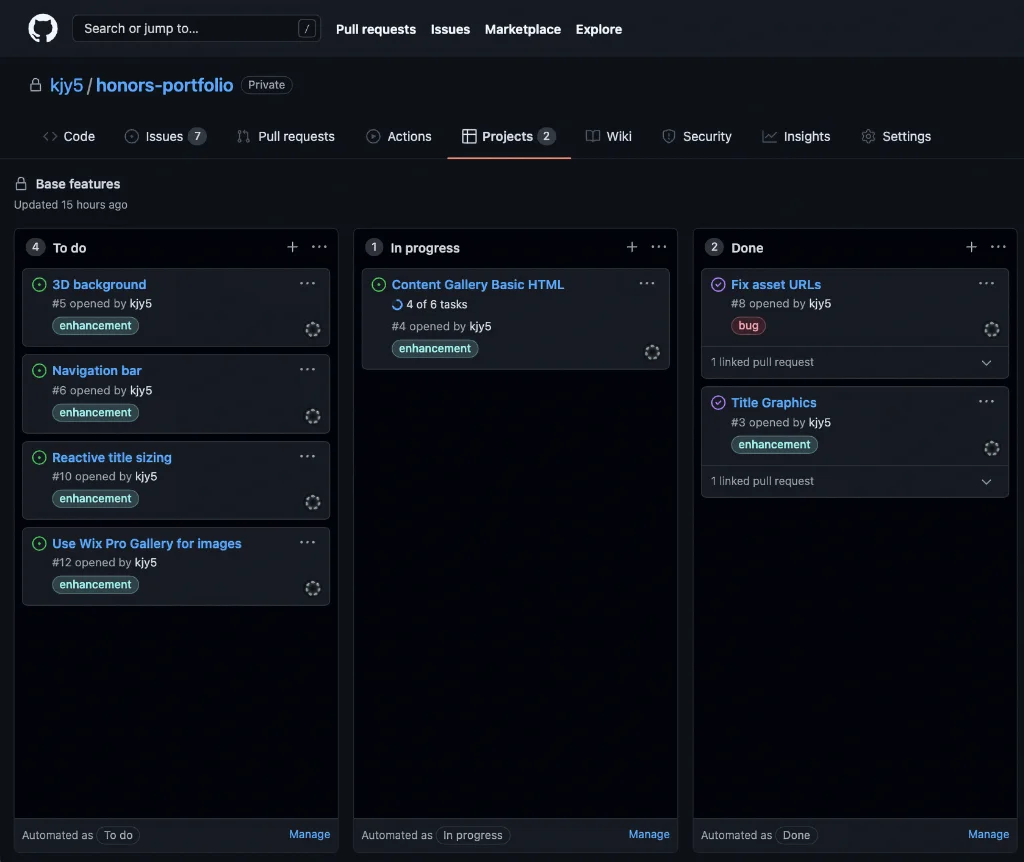 Search or jump to... /
Pull requests Issues Marketplace Explore
kjy5 / honors-portfolio Private
Code Issues 7 Pull requests Actions Projects 2 Wiki Security Insights Settings
Base features
Updated 15 hours ago
4 To do + ...
3D background ...
#5 opened by kjy5
enhancement
Navigation bar ...
#6 opened by kjy5
enhancement
Reactive title sizing ...
#10 opened by kjy5
enhancement
Use Wix Pro Gallery for images ...
#12 opened by kjy5
enhancement
Automated as To do Manage
1 In progress + ...
Content Gallery Basic HTML ...
4 of 6 tasks
#4 opened by kjy5
enhancement
Automated as In progress Manage
2 Done + ...
Fix asset URLs ...
#8 opened by kjy5
bug
1 linked pull request
Title Graphics ...
#3 opened by kjy5
enhancement
1 linked pull request
Automated as Done Manage